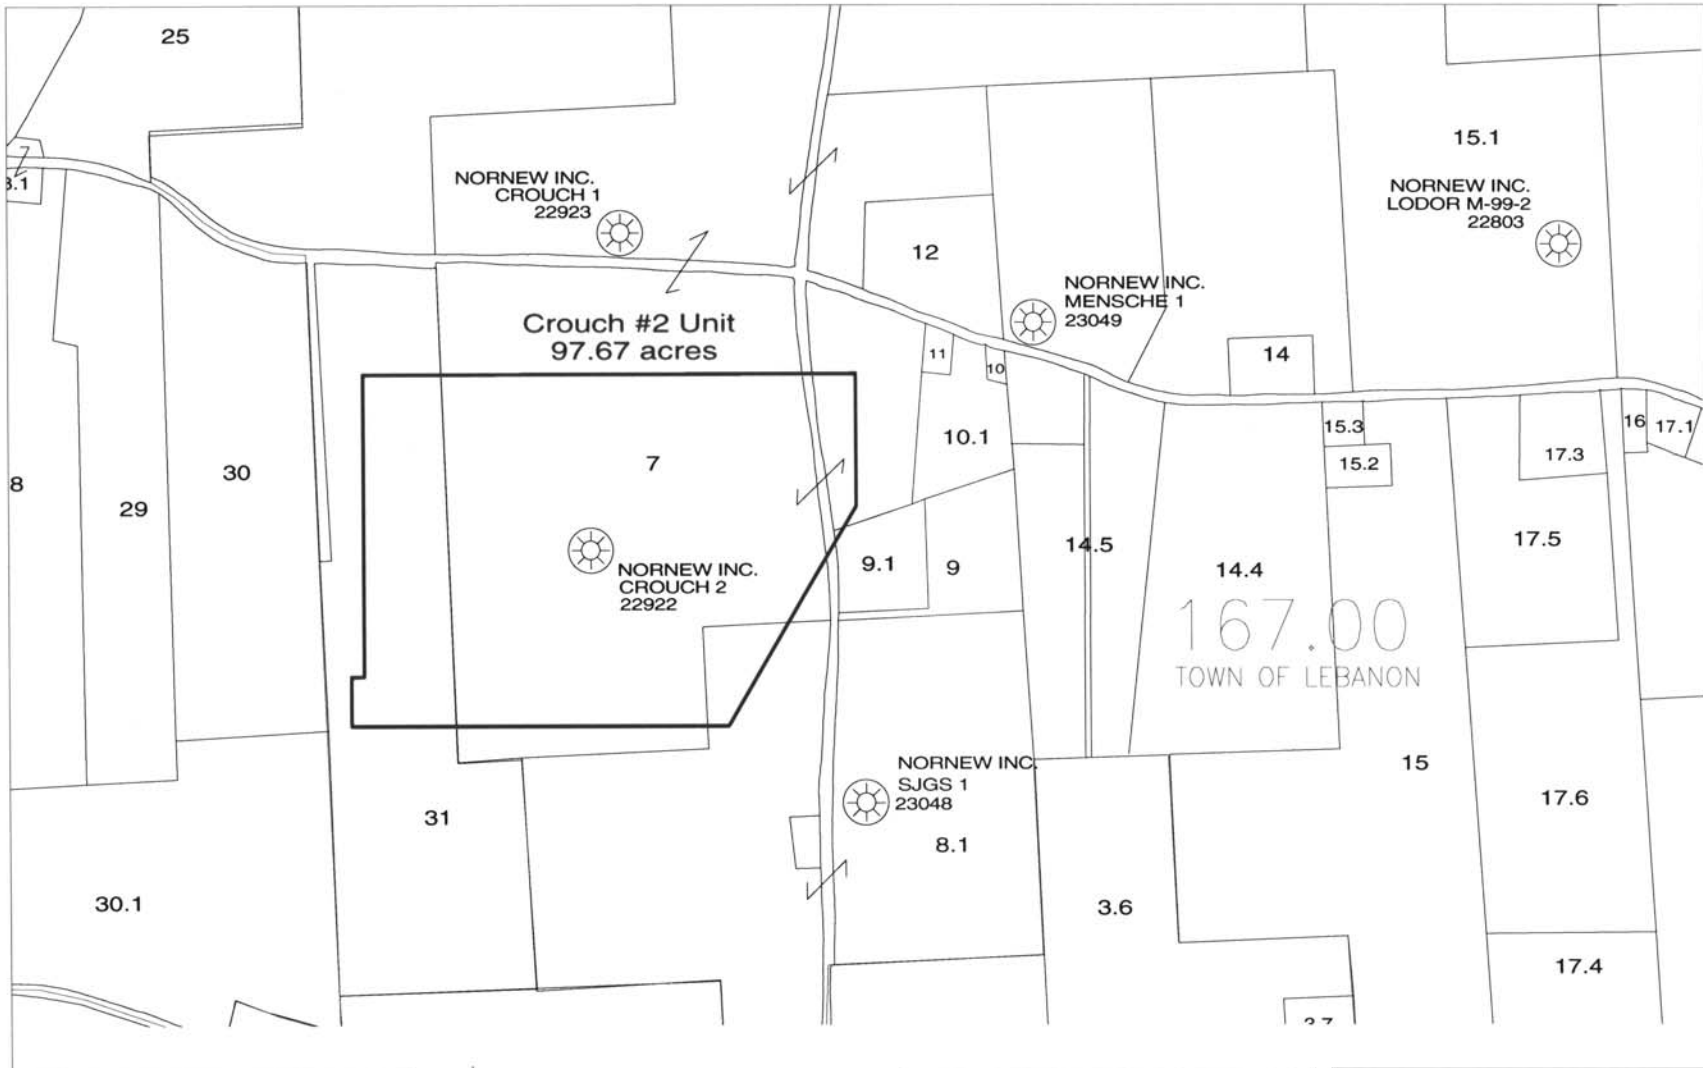 25
15.1
3.1
NORNEW INC.
CROUCH 1
22923
NORNEW INC.
LODOR M-99-2
22803
12
NORNEW INC.
MENSCHE 1
23049
Crouch #2 Unit
97.67 acres
11
10
14
10.1
15.3
16
17.1
7
30
15.2
17.3
8
29
14.5
17.5
9.1
9
14.4
NORNEW INC.
CROUCH 2
22922
167.00
TOWN OF LEBANON
NORNEW INC.
SJGS 1
23048
15
17.6
31
8.1
30.1
3.6
17.4
3.7